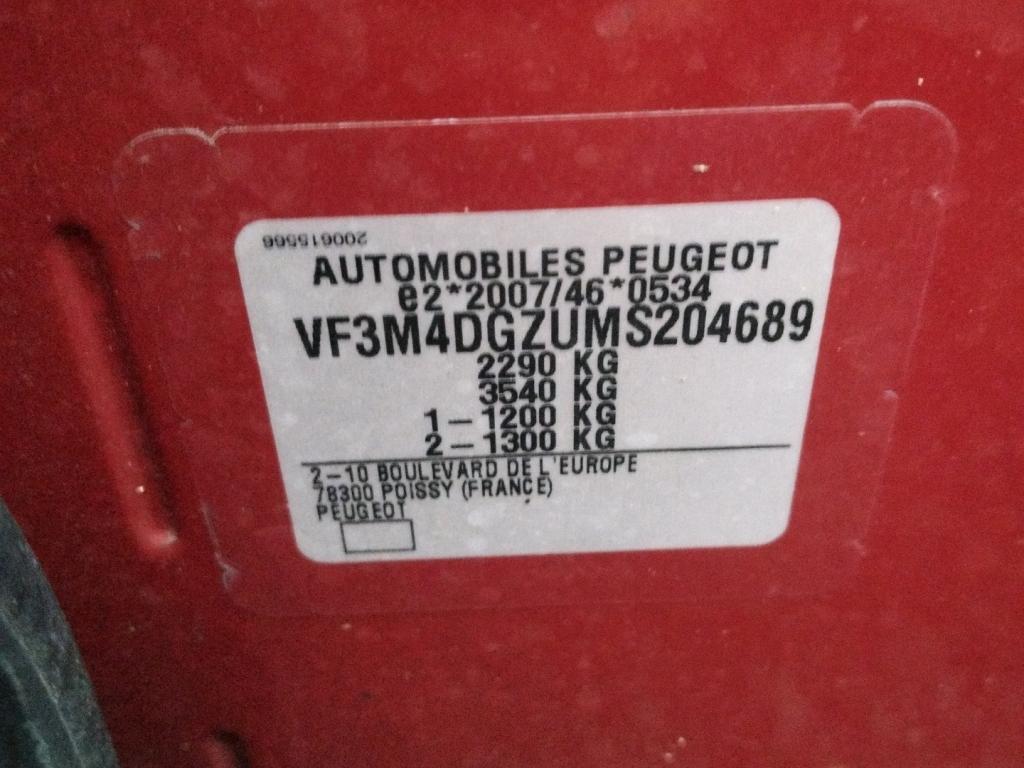 200615566
AUTOMOBILES PEUGEOT
e2*2007/46*0534
VF3M4DGZUMS204689
2290 KG
3540 KG
1 – 1200 KG
2 – 1300 KG
2–10 BOULEVARD DE L'EUROPE
78300 POISSY (FRANCE)
PEUGEOT